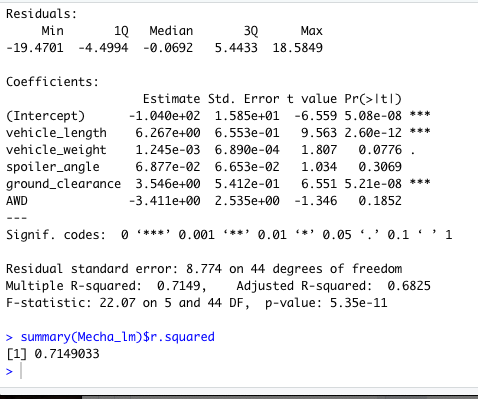 Residuals:
     Min       1Q   Median       3Q      Max
-19.4701  -4.4994  -0.0692   5.4433  18.5849

Coefficients:
                   Estimate Std. Error t value Pr(>|t|)
(Intercept)      -1.040e+02  1.585e+01  -6.559 5.08e-08 ***
vehicle_length    6.267e+00  6.553e-01   9.563 2.60e-12 ***
vehicle_weight    1.245e-03  6.890e-04   1.807   0.0776 .
spoiler_angle     6.877e-02  6.653e-02   1.034   0.3069
ground_clearance  3.546e+00  5.412e-01   6.551 5.21e-08 ***
AWD              -3.411e+00  2.535e+00  -1.346   0.1852
---
Signif. codes:  0 ‘***’ 0.001 ‘**’ 0.01 ‘*’ 0.05 ‘.’ 0.1 ‘ ’ 1

Residual standard error: 8.774 on 44 degrees of freedom
Multiple R-squared:  0.7149,    Adjusted R-squared:  0.6825
F-statistic: 22.07 on 5 and 44 DF,  p-value: 5.35e-11

> summary(Mecha_lm)$r.squared
[1] 0.7149033
>